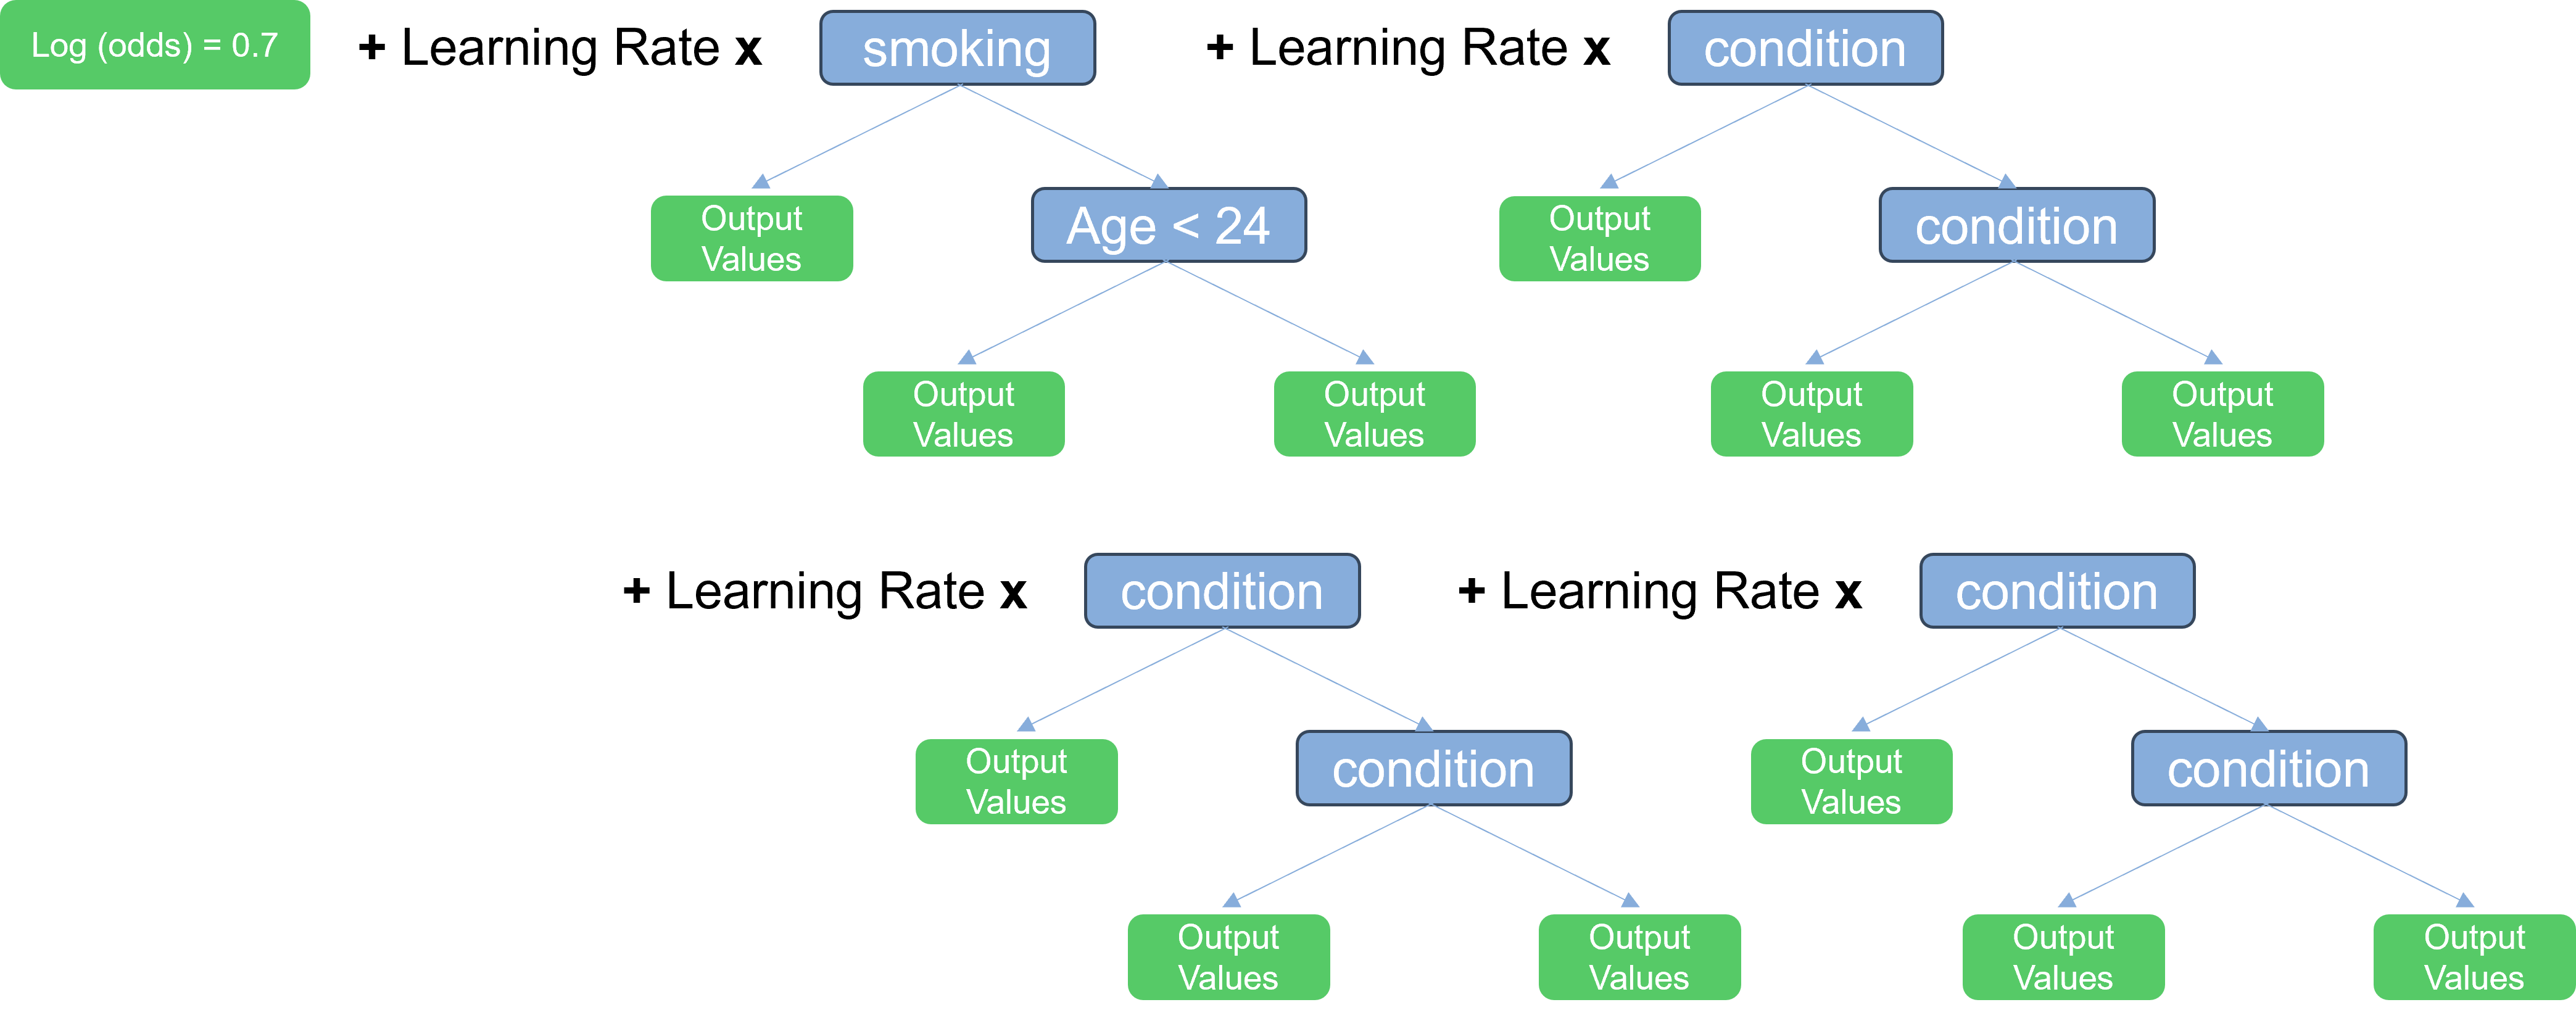 Log (odds) = 0.7
+ Learning Rate x
smoking
+ Learning Rate x
condition
Output
Values
Age < 24
Output
Values
condition
Output
Values
Output
Values
Output
Values
Output
Values
+ Learning Rate x
condition
+ Learning Rate x
condition
Output
Values
condition
Output
Values
condition
Output
Values
Output
Values
Output
Values
Output
Values